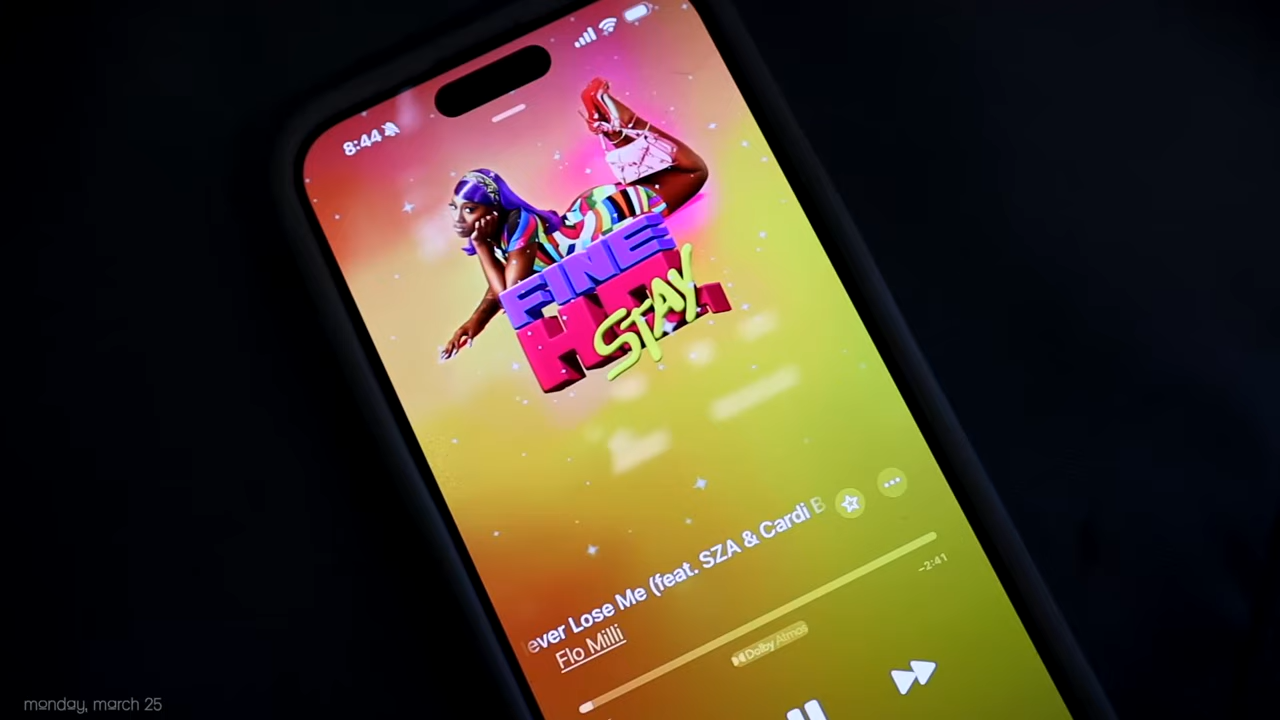 8:44
FINE
STAY
ever Lose Me (feat. SZA & Cardi B
Flo Milli
-2:41
Dolby Atmos
monday, march 25